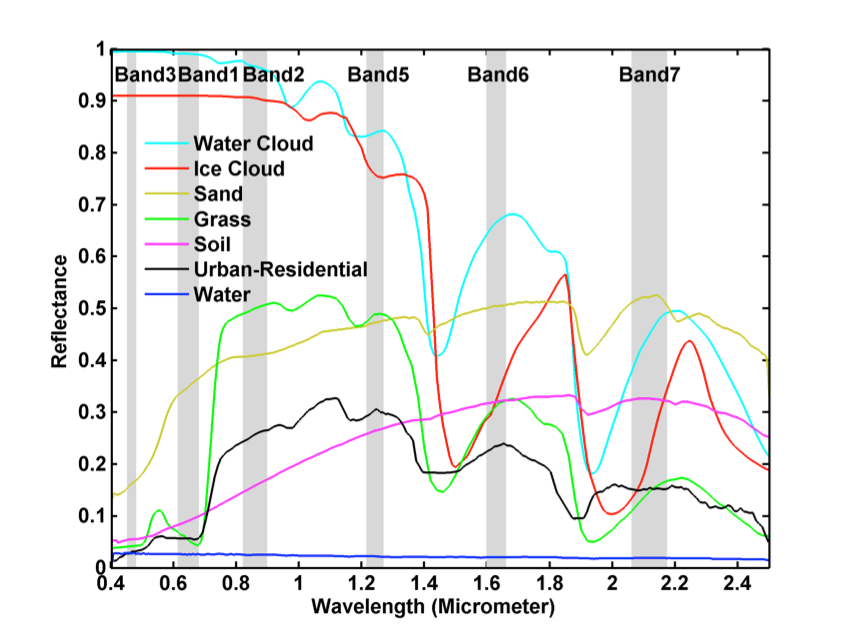 1
Band3 Band1 Band2 Band5 Band6 Band7
0.9
0.8
Water Cloud
Ice Cloud
0.7
Sand
Grass
0.6
Soil
Urban-Residential
0.5
Water
0.4
0.3
0.2
0.1
0
Reflectance
0.4 0.6 0.8 1 1.2 1.4 1.6 1.8 2 2.2 2.4
Wavelength (Micrometer)